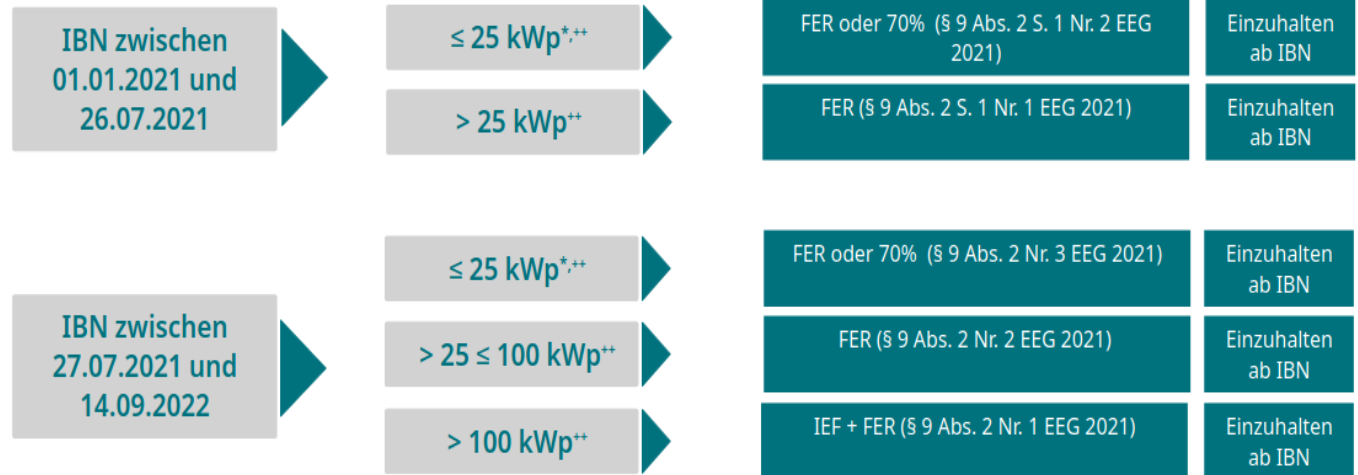 IBN zwischen
01.01.2021 und
26.07.2021
≤ 25 kWp*,++
FER oder 70% (§ 9 Abs. 2 S. 1 Nr. 2 EEG
2021)
Einzuhalten
ab IBN
> 25 kWp++
FER (§ 9 Abs. 2 S. 1 Nr. 1 EEG 2021)
Einzuhalten
ab IBN
IBN zwischen
27.07.2021 und
14.09.2022
≤ 25 kWp*,++
FER oder 70% (§ 9 Abs. 2 Nr. 3 EEG 2021)
Einzuhalten
ab IBN
> 25 ≤ 100 kWp++
FER (§ 9 Abs. 2 Nr. 2 EEG 2021)
Einzuhalten
ab IBN
> 100 kWp++
IEF + FER (§ 9 Abs. 2 Nr. 1 EEG 2021)
Einzuhalten
ab IBN